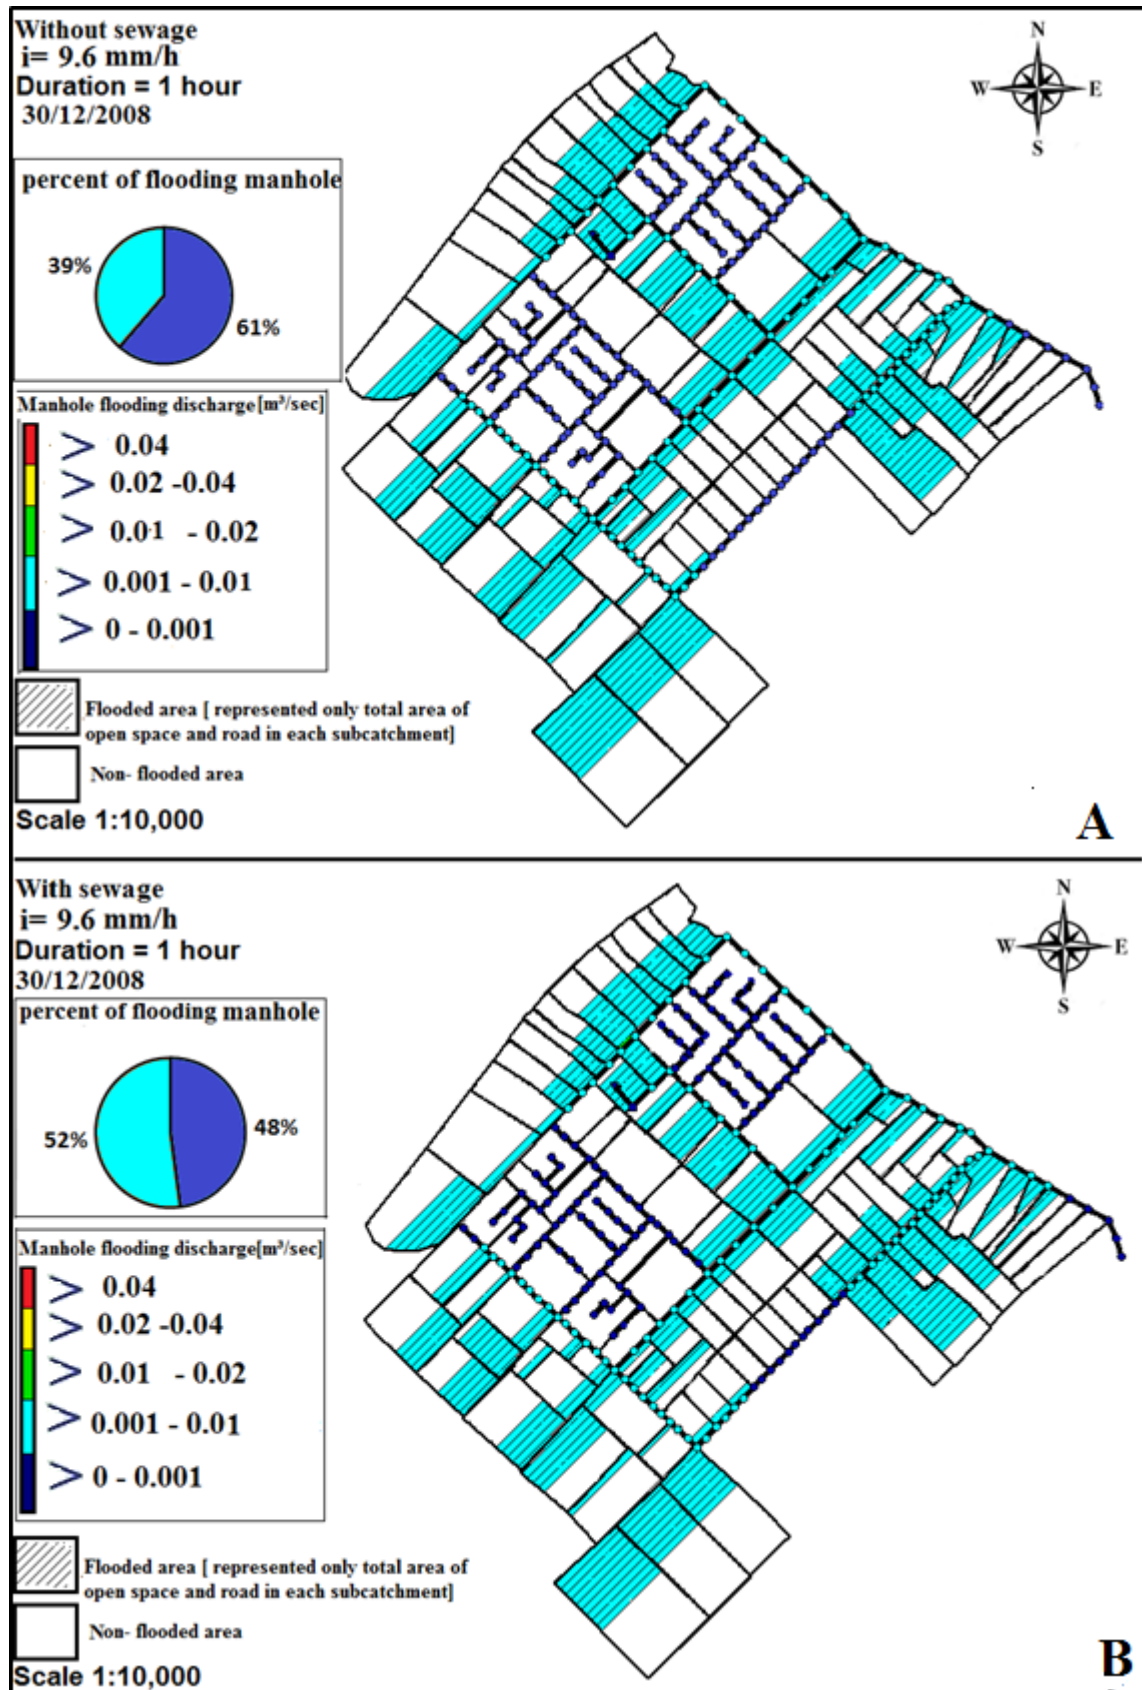 Without sewage
i= 9.6 mm/h
Duration = 1 hour
30/12/2008
percent of flooding manhole
39%
61%
Manhole flooding discharge[m³/sec]
> 0.04
> 0.02 -0.04
> 0.01 - 0.02
> 0.001 - 0.01
> 0 - 0.001
Flooded area [ represented only total area of
open space and road in each subcatchment]
Non- flooded area
Scale 1:10,000
N
W
E
S
A
With sewage
i= 9.6 mm/h
Duration = 1 hour
30/12/2008
percent of flooding manhole
52%
48%
Manhole flooding discharge[m³/sec]
> 0.04
> 0.02 -0.04
> 0.01 - 0.02
> 0.001 - 0.01
> 0 - 0.001
Flooded area [ represented only total area of
open space and road in each subcatchment]
Non- flooded area
Scale 1:10,000
N
W
E
S
B